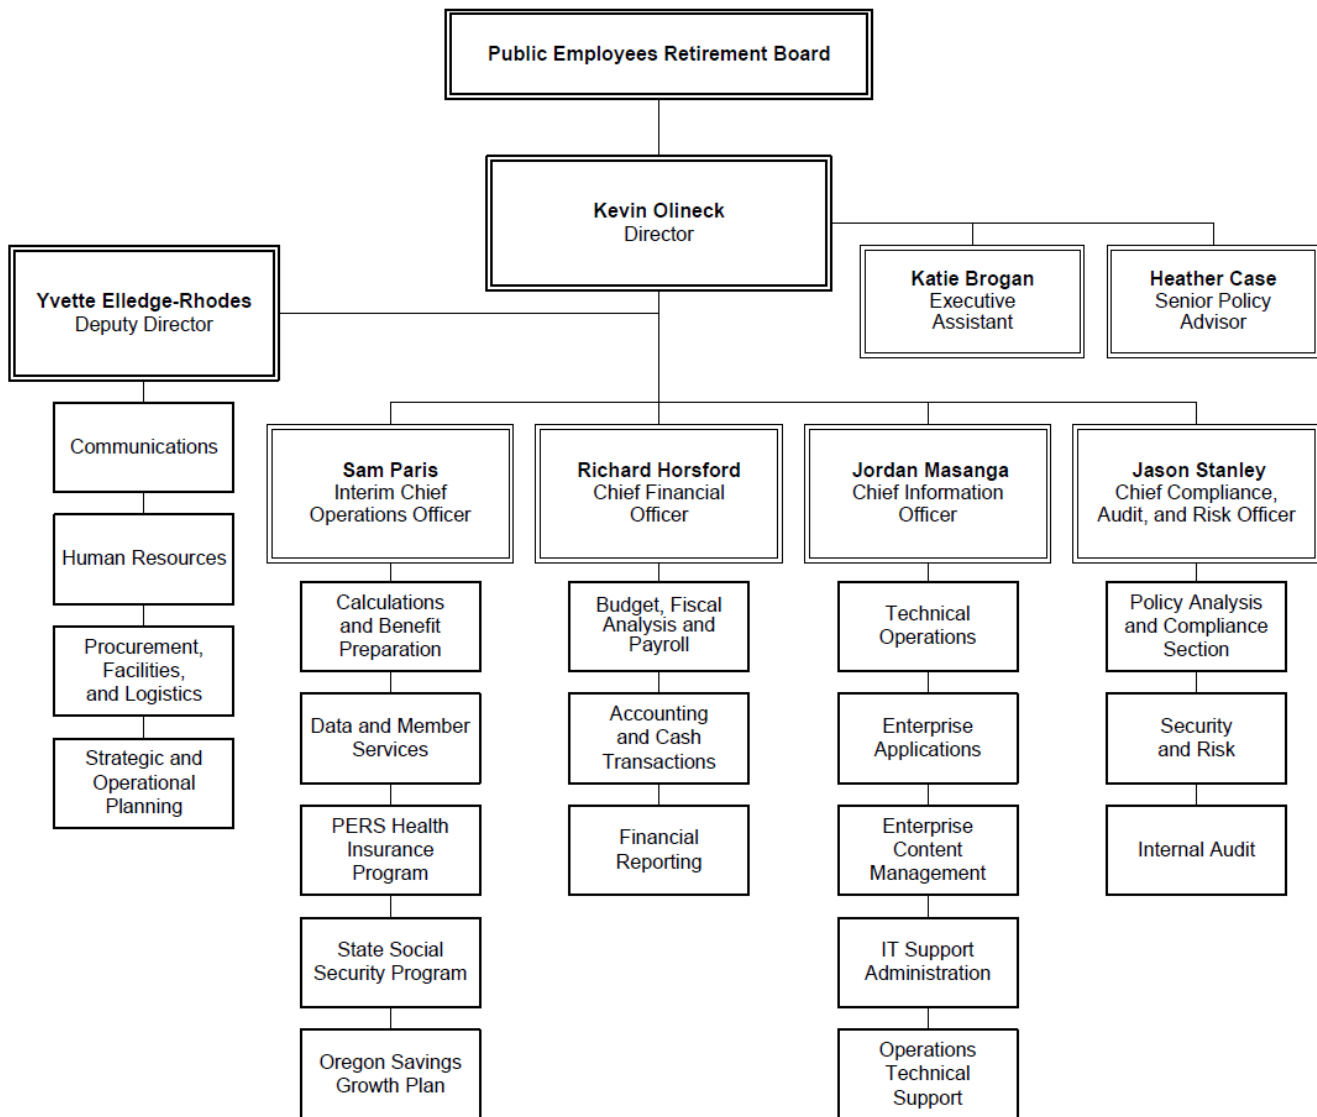 Public Employees Retirement Board
Kevin Olineck
Director
Katie Brogan
Executive
Assistant
Heather Case
Senior Policy
Advisor
Yvette Elledge-Rhodes
Deputy Director
Communications
Human Resources
Procurement,
Facilities,
and Logistics
Strategic and
Operational
Planning
Sam Paris
Interim Chief
Operations Officer
Calculations
and Benefit
Preparation
Data and Member
Services
PERS Health
Insurance
Program
State Social
Security Program
Oregon Savings
Growth Plan
Richard Horsford
Chief Financial
Officer
Budget, Fiscal
Analysis and
Payroll
Accounting
and Cash
Transactions
Financial
Reporting
Jordan Masanga
Chief Information
Officer
Technical
Operations
Enterprise
Applications
Enterprise
Content
Management
IT Support
Administration
Operations
Technical
Support
Jason Stanley
Chief Compliance,
Audit, and Risk Officer
Policy Analysis
and Compliance
Section
Security
and Risk
Internal Audit